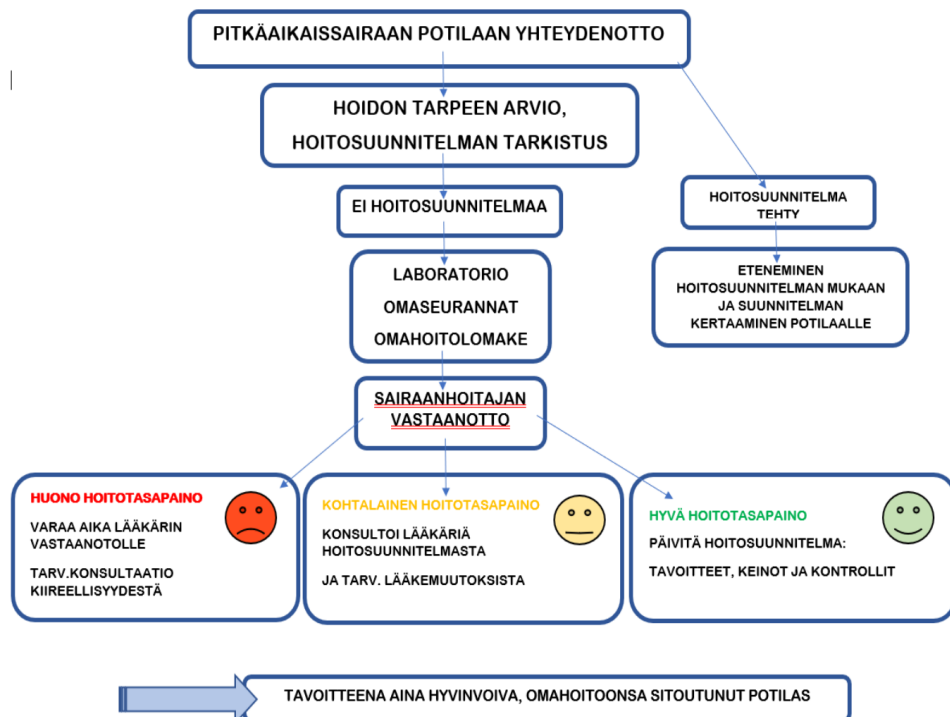 PITKÄAIKAISSAIRAAN POTILAAN YHTEYDENOTTO
HOIDON TARPEEN ARVIO,
HOITOSUUNNITELMAN TARKISTUS
EI HOITOSUUNNITELMAA
HOITOSUUNNITELMA
TEHTY
LABORATORIO
OMASEURANNAT
OMAHOITOLOMAKE
ETENEMINEN
HOITOSUUNNITELMAN MUKAAN
JA SUUNNITELMAN
KERTAAMINEN POTILAALLE
SAIRAANHOITAJAN
VASTAANOTTO
HUONO HOITOTASAPAINO
VARAA AIKA LÄÄKÄRIN
VASTAANOTOLLE
TARV.KONSULTAATIO
KIIREELLISYYDESTÄ
KOHTALAINEN HOITOTASAPAINO
KONSULTOI LÄÄKÄRIÄ
HOITOSUUNNITELMASTA
JA TARV. LÄÄKEMUUTOKSISTA
HYVÄ HOITOTASAPAINO
PÄIVITÄ HOITOSUUNNITELMA:
TAVOITTEET, KEINOT JA KONTROLLIT
TAVOITTEENA AINA HYVINVOIVA, OMAHOITOONSA SITOUTUNUT POTILAS